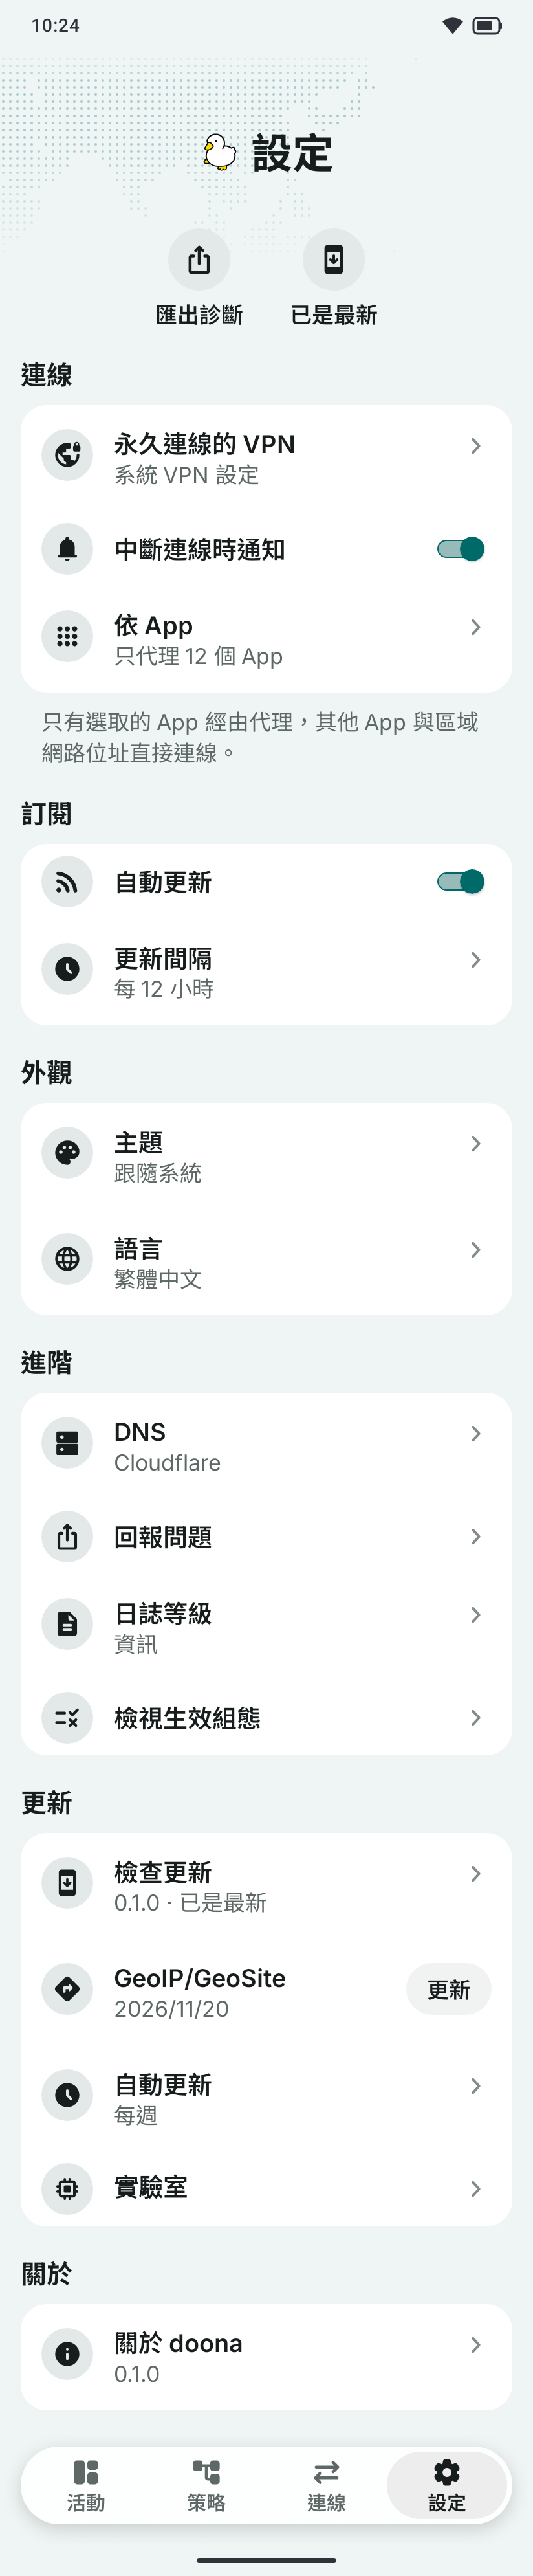 10:24
設定
匯出診斷
已是最新
連線
永久連線的 VPN
系統 VPN 設定
中斷連線時通知
依 App
只代理 12 個 App
只有選取的 App 經由代理，其他 App 與區域
網路位址直接連線。
訂閱
自動更新
更新間隔
每 12 小時
外觀
主題
跟隨系統
語言
繁體中文
進階
DNS
Cloudflare
回報問題
日誌等級
資訊
檢視生效組態
更新
檢查更新
0.1.0 · 已是最新
GeoIP/GeoSite
2026/11/20
更新
自動更新
每週
實驗室
關於
關於 doona
0.1.0
活動
策略
連線
設定